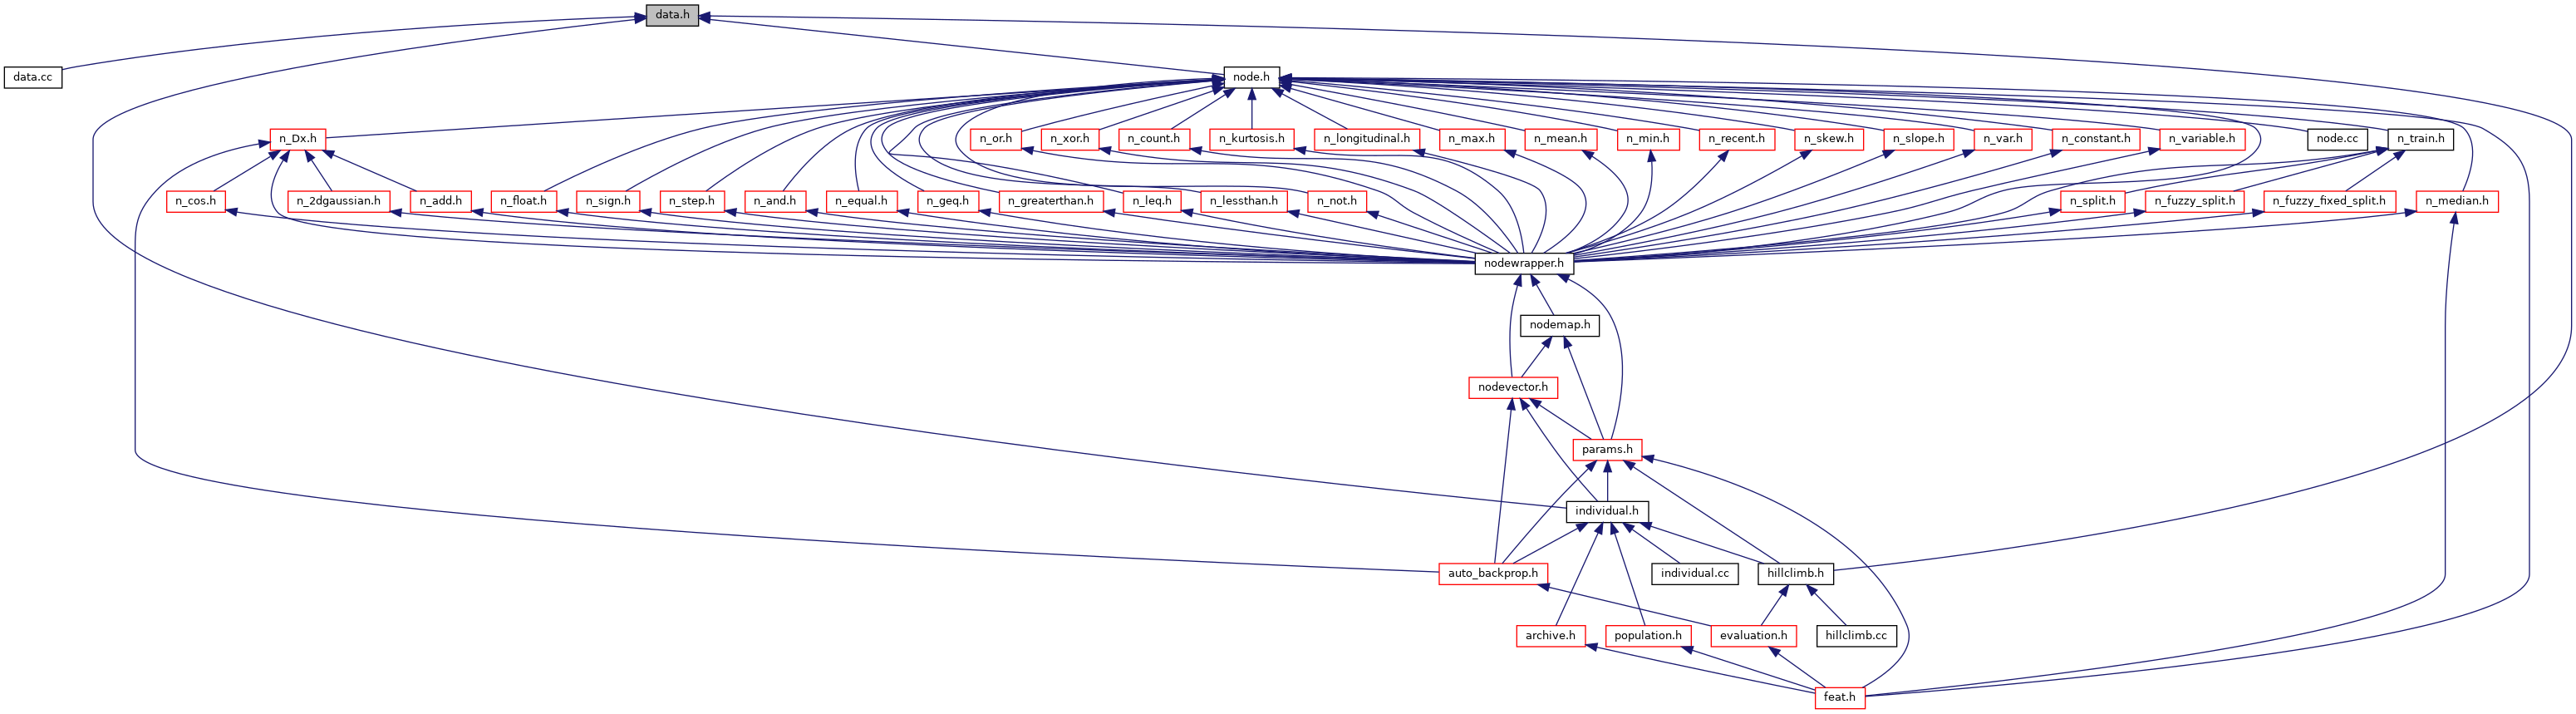 data.h
data.cc
node.h
n_Dx.h
n_or.h
n_xor.h
n_count.h
n_kurtosis.h
n_longitudinal.h
n_max.h
n_mean.h
n_min.h
n_recent.h
n_skew.h
n_slope.h
n_var.h
n_constant.h
n_variable.h
node.cc
n_train.h
n_cos.h
n_2dgaussian.h
n_add.h
n_float.h
n_sign.h
n_step.h
n_and.h
n_equal.h
n_geq.h
n_greaterthan.h
n_leq.h
n_lessthan.h
n_not.h
n_split.h
n_fuzzy_split.h
n_fuzzy_fixed_split.h
n_median.h
nodewrapper.h
nodemap.h
nodevector.h
params.h
individual.h
auto_backprop.h
individual.cc
hillclimb.h
archive.h
population.h
evaluation.h
hillclimb.cc
feat.h